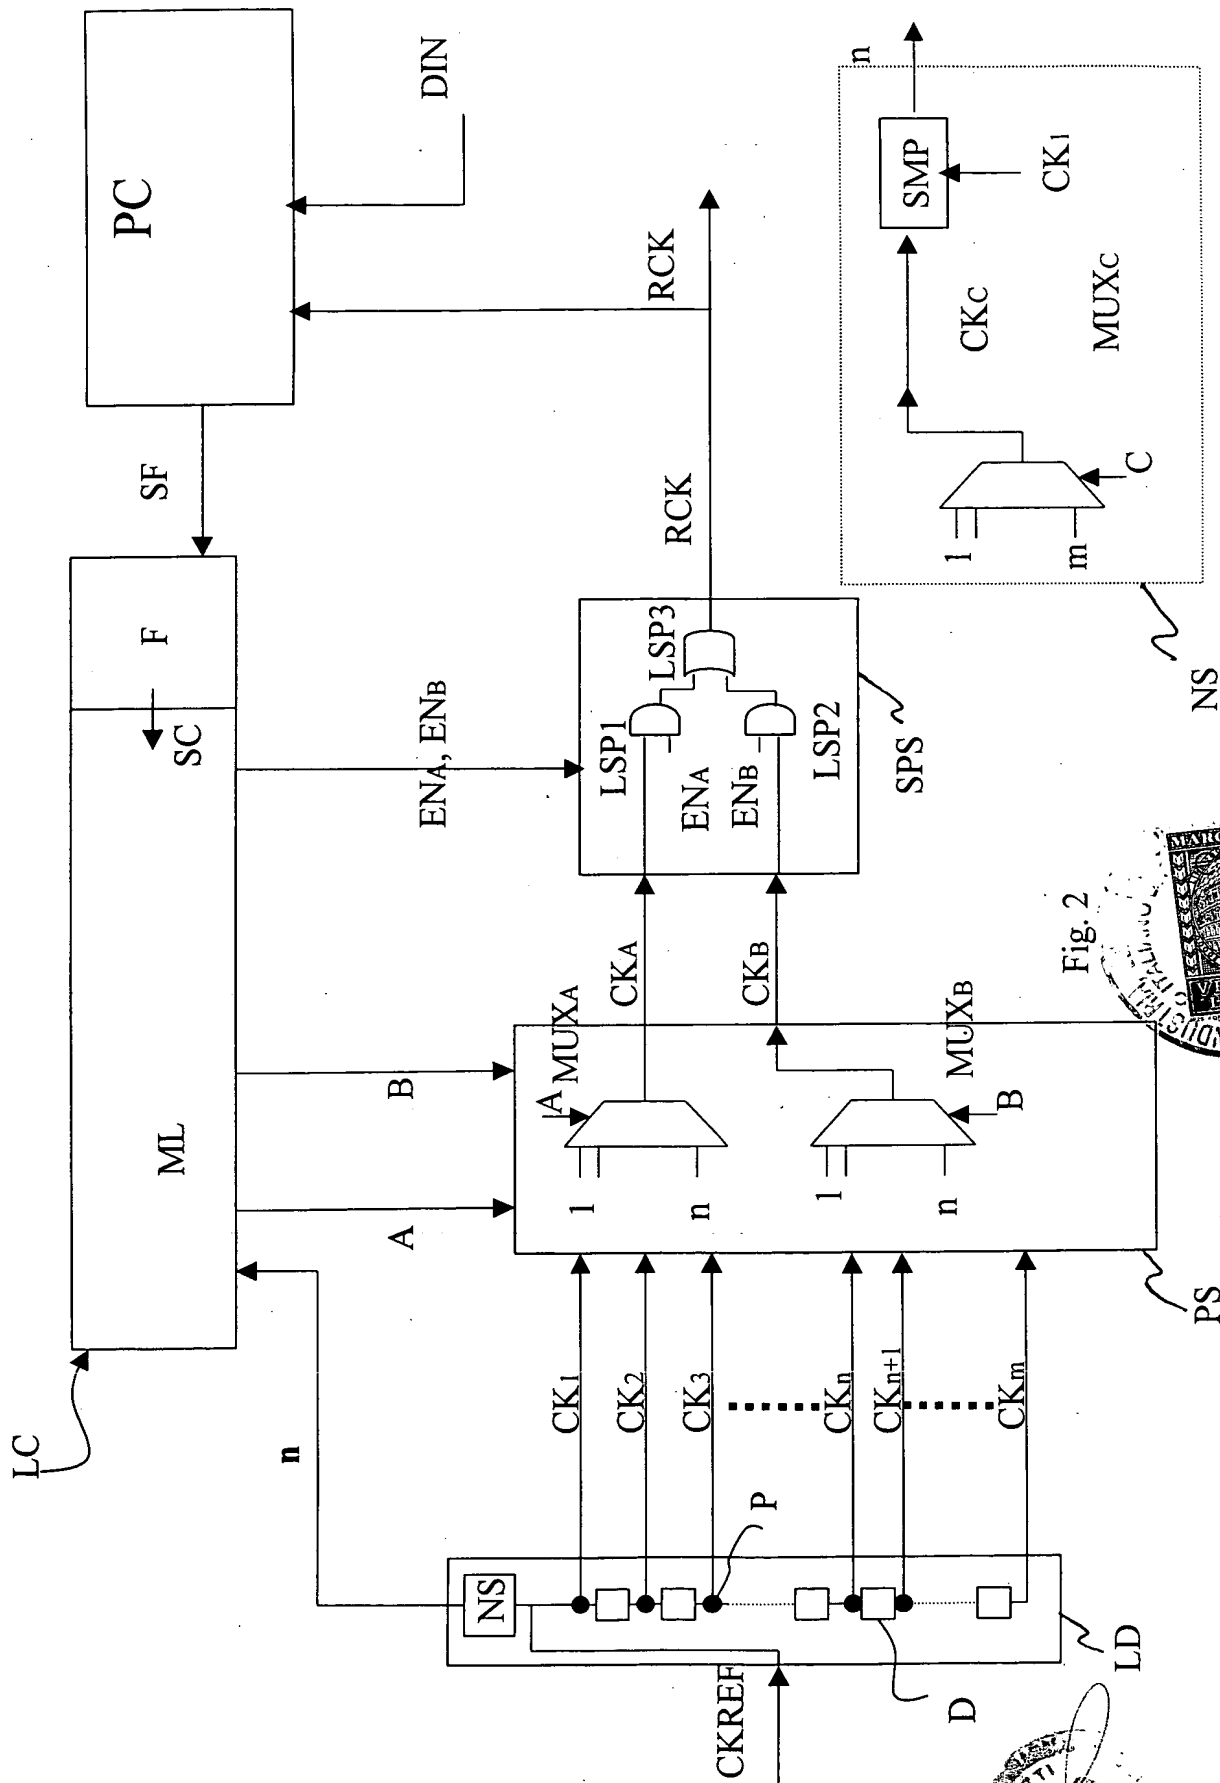 LC
ML
F
SC
SF
PC
DIN
n
A
B
ENA, ENB
RCK
CKREF
NS
P
D
LD
CK1
CK2
CK3
CKn
CKn+1
CKm
A
MUXA
1
n
MUXB
1
n
B
PS
CKA
CKB
LSP1
ENA
ENB
LSP2
LSP3
SPS
RCK
1
m
C
CKC
MUXC
SMP
CK1
n
NS
Fig. 2